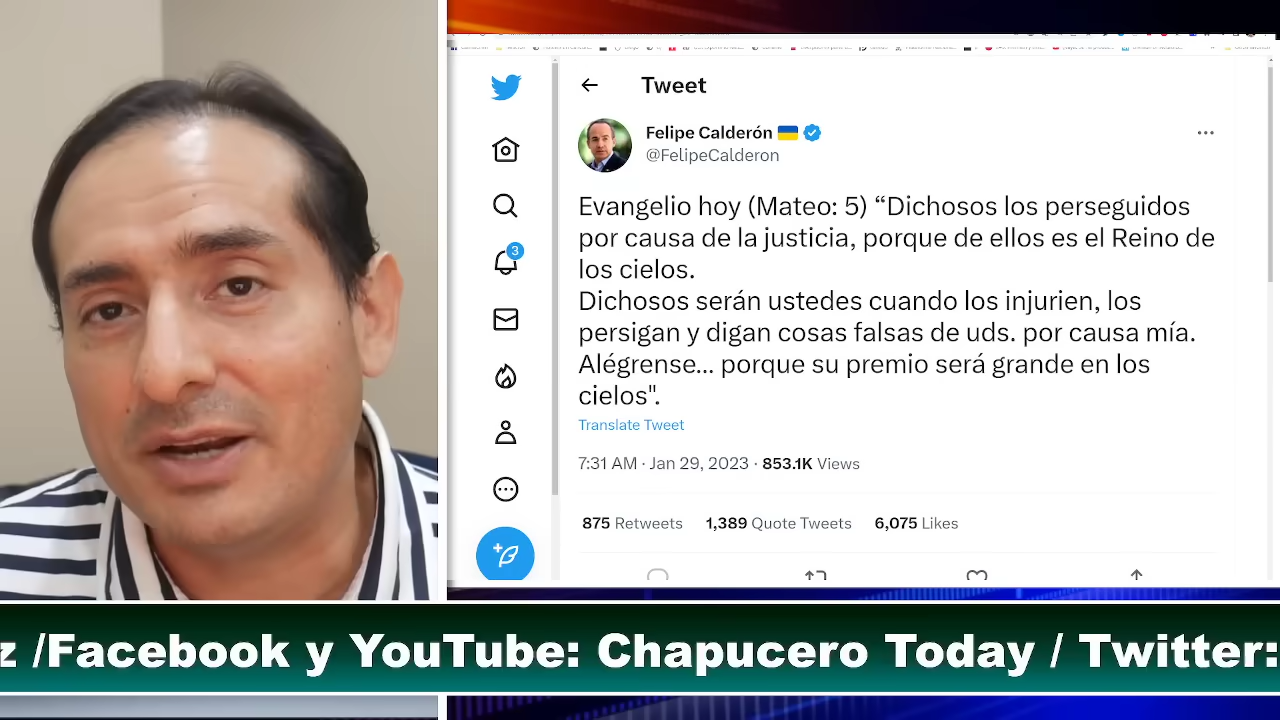 Tweet
Felipe Calderón
@FelipeCalderon
Evangelio hoy (Mateo: 5) “Dichosos los perseguidos
por causa de la justicia, porque de ellos es el Reino de
los cielos.
Dichosos serán ustedes cuando los injurien, los
persigan y digan cosas falsas de uds. por causa mía.
Alégrense... porque su premio será grande en los
cielos".
Translate Tweet
7:31 AM · Jan 29, 2023 · 853.1K Views
875 Retweets 1,389 Quote Tweets 6,075 Likes
3
z /Facebook y YouTube: Chapucero Today / Twitter: